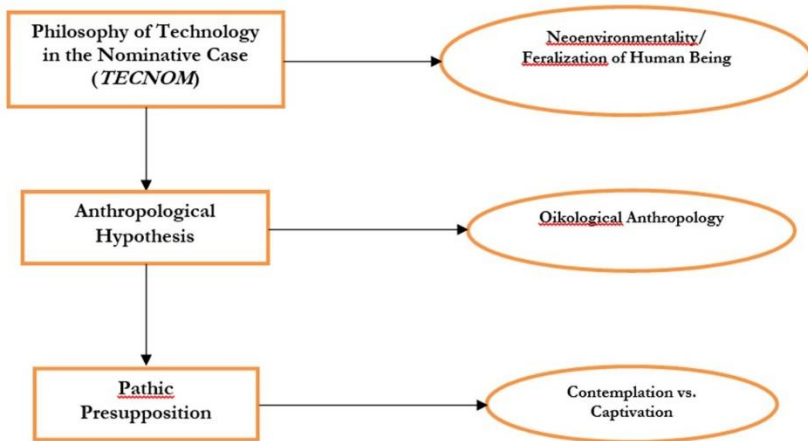 Philosophy of Technology
in the Nominative Case
(TECNOM)
Neoenvironmentality/
Feralization of Human Being
Anthropological
Hypothesis
Oikological Anthropology
Pathic
Presupposition
Contemplation vs.
Captivation